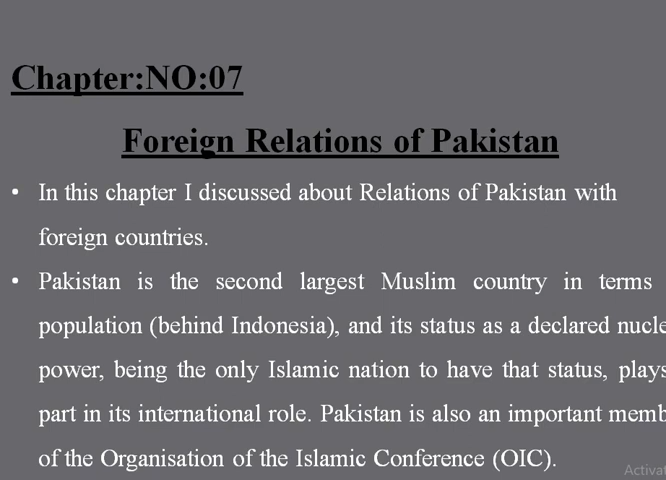 Chapter:NO:07
Foreign Relations of Pakistan
• In this chapter I discussed about Relations of Pakistan with
foreign countries.
• Pakistan is the second largest Muslim country in terms
population (behind Indonesia), and its status as a declared
power, being the only Islamic nation to have that status, plays
part in its international role. Pakistan is also an important
of the Organisation of the Islamic Conference (OIC).